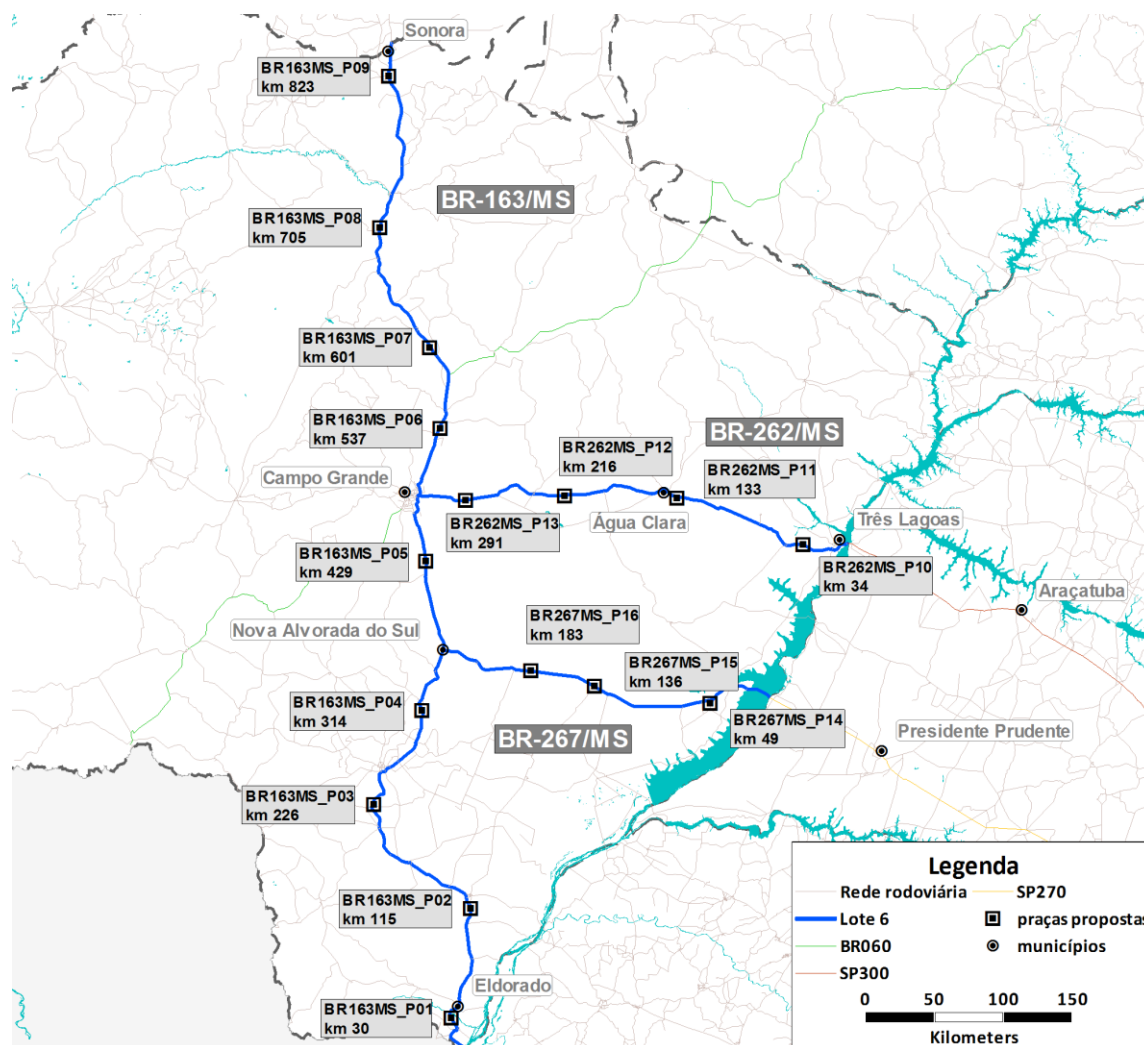 Sonora
BR163MS_P09
km 823
BR-163/MS
BR163MS_P08
km 705
BR163MS_P07
km 601
BR163MS_P06
km 537
BR-262/MS
BR262MS_P12
km 216
BR262MS_P11
km 133
Campo Grande
BR262MS_P13
km 291
Água Clara
Três Lagoas
BR163MS_P05
km 429
BR262MS_P10
km 34
Araçatuba
Nova Alvorada do Sul
BR267MS_P16
km 183
BR267MS_P15
km 136
BR163MS_P04
km 314
BR-267/MS
BR267MS_P14
km 49
Presidente Prudente
BR163MS_P03
km 226
BR163MS_P02
km 115
Eldorado
BR163MS_P01
km 30
Legenda
Rede rodoviária
SP270
Lote 6
praças propostas
BR060
municípios
SP300
0 50 100 150
Kilometers